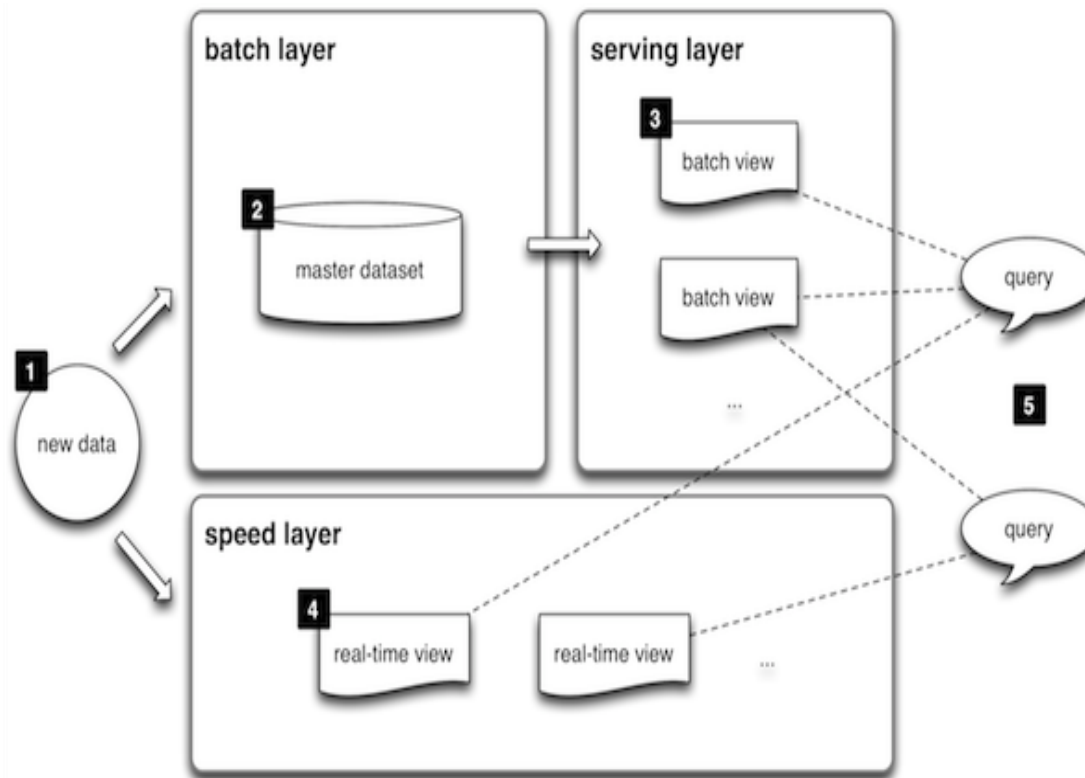 batch layer
serving layer
3
batch view
2
master dataset
batch view
query
...
1
new data
5
speed layer
query
4
real-time view
real-time view
...